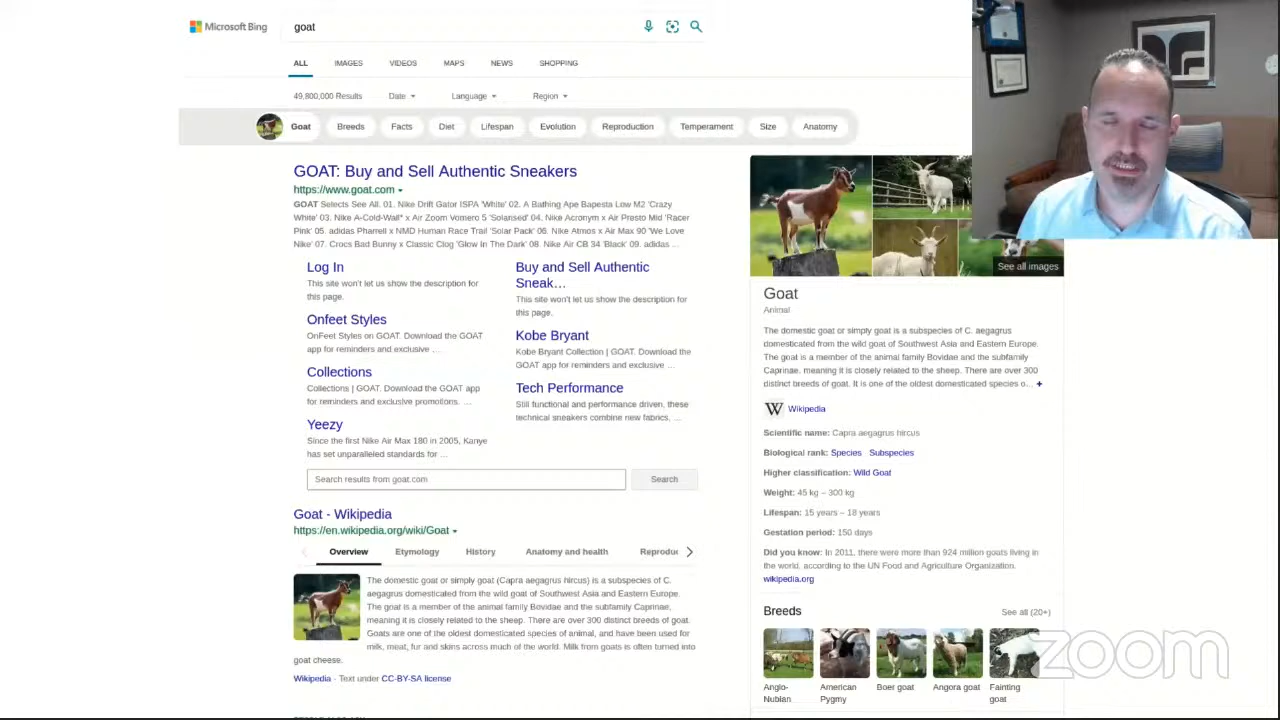 Microsoft Bing
goat
ALL IMAGES VIDEOS MAPS NEWS SHOPPING
49,800,000 Results Date Language Region
Goat Breeds Facts Diet Lifespan Evolution Reproduction Temperament Size Anatomy
GOAT: Buy and Sell Authentic Sneakers
https://www.goat.com
GOAT Selects See All. 01. Nike Drift Gator ISPA 'White' 02. A Bathing Ape Bapesta Low M2 'Crazy
White' 03. Nike A-Cold-Wall* x Air Zoom Vomero 5 'Solarised' 04. Nike Acronym x Air Presto Mid 'Racer
Pink' 05. adidas Pharrell x NMD Human Race Trail 'Solar Pack' 06. Nike Atmos x Air Max 90 'We Love
Nike' 07. Crocs Bad Bunny x Classic Clog 'Glow In The Dark' 08. Nike Air CB 34 'Black' 09. adidas ...
Log In
This site won't let us show the description for
this page.
Onfeet Styles
OnFeet Styles on GOAT. Download the GOAT
app for reminders and exclusive ...
Collections
Collections | GOAT. Download the GOAT app
for reminders and exclusive promotions. ...
Yeezy
Since the first Nike Air Max 180 in 2005, Kanye
has set unparalleled standards for ...
Buy and Sell Authentic
Sneak...
This site won't let us show the description for
this page.
Kobe Bryant
Kobe Bryant Collection | GOAT. Download the
GOAT app for reminders and exclusive ...
Tech Performance
Still functional and performance driven, these
technical sneakers combine new fabrics, ...
Search results from goat.com Search
Goat - Wikipedia
https://en.wikipedia.org/wiki/Goat
Overview Etymology History Anatomy and health Reproduc
The domestic goat or simply goat (Capra aegagrus hircus) is a subspecies of C.
aegagrus domesticated from the wild goat of Southwest Asia and Eastern Europe.
The goat is a member of the animal family Bovidae and the subfamily Caprinae,
meaning it is closely related to the sheep. There are over 300 distinct breeds of goat.
Goats are one of the oldest domesticated species of animal, and have been used for
milk, meat, fur and skins across much of the world. Milk from goats is often turned into
goat cheese.
Wikipedia · Text under CC-BY-SA license
See all images
Goat
Animal
The domestic goat or simply goat is a subspecies of C. aegagrus
domesticated from the wild goat of Southwest Asia and Eastern Europe.
The goat is a member of the animal family Bovidae and the subfamily
Caprinae, meaning it is closely related to the sheep. There are over 300
distinct breeds of goat. It is one of the oldest domesticated species o... +
W Wikipedia
Scientific name: Capra aegagrus hircus
Biological rank: Species · Subspecies
Higher classification: Wild Goat
Weight: 45 kg – 300 kg
Lifespan: 15 years – 18 years
Gestation period: 150 days
Did you know: In 2011, there were more than 924 million goats living in
the world, according to the UN Food and Agriculture Organization.
wikipedia.org
Breeds See all (20+)
Anglo-
Nubian
American
Pygmy
Boer goat
Angora goat
Fainting
goat
zoom